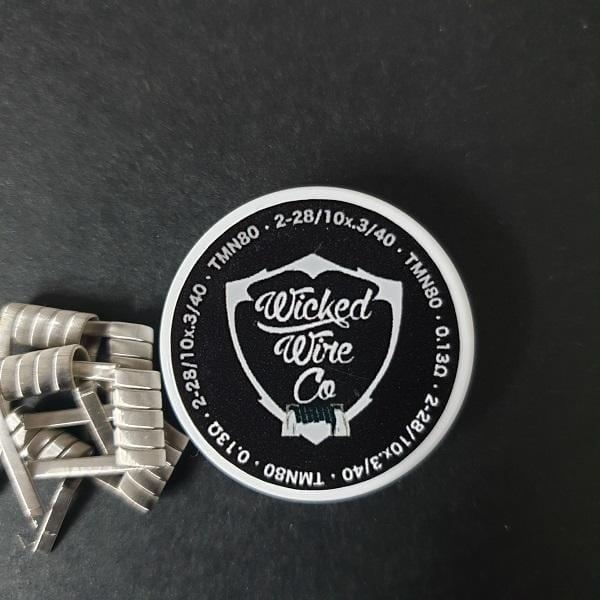 TMN80 · 2-28/10x.3/40 · TMN80 · 0.13Ω · 2-28/10x.3/40 · TMN80 · 0.13Ω · 2-28/10x.3/40 ·
Wicked
Wire
Co